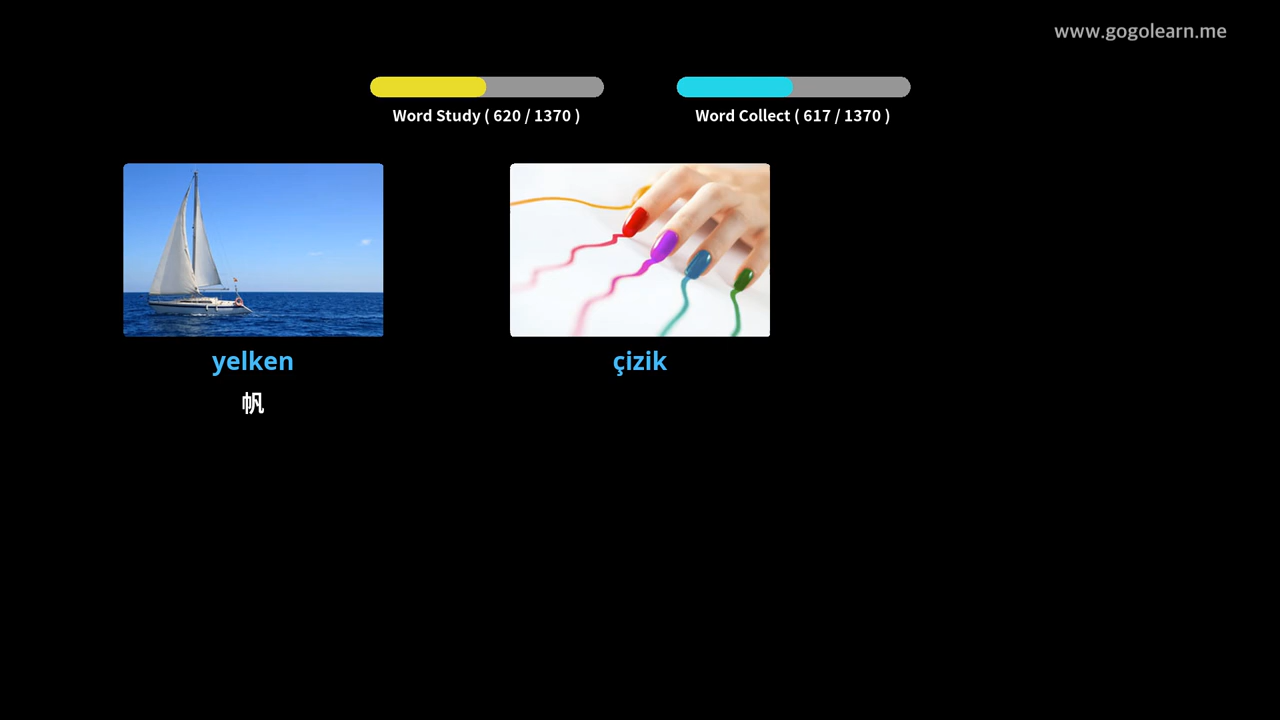 www.gogolearn.me
Word Study ( 620 / 1370 )
Word Collect ( 617 / 1370 )
yelken
çizik
帆